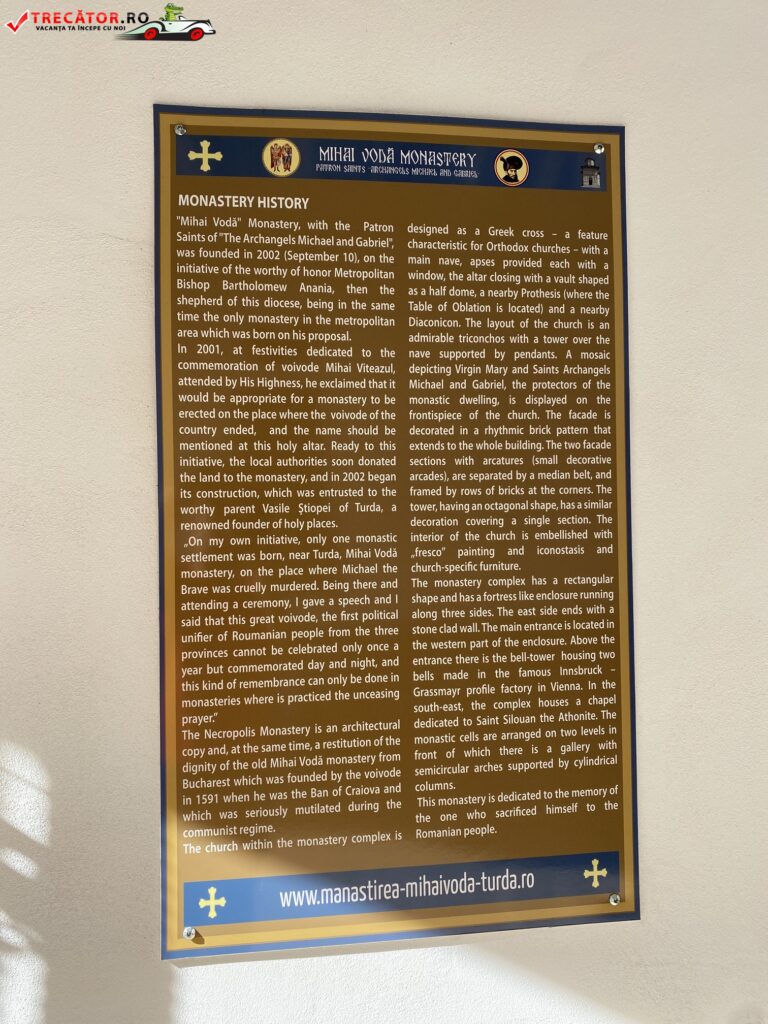 TRECĂTOR.RO
VACANȚA TA ÎNCEPE CU NOI
MIHAI VODĂ MONASTERY
PATRON SAINTS "ARCHANGELS MICHAEL AND GABRIEL"
MONASTERY HISTORY
"Mihai Vodă" Monastery, with the Patron
Saints of "The Archangels Michael and Gabriel",
was founded in 2002 (September 10), on the
initiative of the worthy of honor Metropolitan
Bishop Bartholomew Anania, then the
shepherd of this diocese, being in the same
time the only monastery in the metropolitan
area which was born on his proposal.
In 2001, at festivities dedicated to the
commemoration of voivode Mihai Viteazul,
attended by His Highness, he exclaimed that it
would be appropriate for a monastery to be
erected on the place where the voivode of the
country ended, and the name should be
mentioned at this holy altar. Ready to this
initiative, the local authorities soon donated
the land to the monastery, and in 2002 began
its construction, which was entrusted to the
worthy parent Vasile Știopei of Turda, a
renowned founder of holy places.
„On my own initiative, only one monastic
settlement was born, near Turda, Mihai Vodă
monastery, on the place where Michael the
Brave was cruelly murdered. Being there and
attending a ceremony, I gave a speech and I
said that this great voivode, the first political
unifier of Roumanian people from the three
provinces cannot be celebrated only once a
year but commemorated day and night, and
this kind of remembrance can only be done in
monasteries where is practiced the unceasing
prayer.”
The Necropolis Monastery is an architectural
copy and, at the same time, a restitution of the
dignity of the old Mihai Vodă monastery from
Bucharest which was founded by the voivode
in 1591 when he was the Ban of Craiova and
which was seriously mutilated during the
communist regime.
The church within the monastery complex is
designed as a Greek cross – a feature
characteristic for Orthodox churches – with a
main nave, apses provided each with a
window, the altar closing with a vault shaped
as a half dome, a nearby Prothesis (where the
Table of Oblation is located) and a nearby
Diaconicon. The layout of the church is an
admirable triconchos with a tower over the
nave supported by pendants. A mosaic
depicting Virgin Mary and Saints Archangels
Michael and Gabriel, the protectors of the
monastic dwelling, is displayed on the
frontispiece of the church. The facade is
decorated in a rhythmic brick pattern that
extends to the whole building. The two facade
sections with arcatures (small decorative
arcades), are separated by a median belt, and
framed by rows of bricks at the corners. The
tower, having an octagonal shape, has a similar
decoration covering a single section. The
interior of the church is embellished with
„fresco” painting and iconostasis and
church-specific furniture.
The monastery complex has a rectangular
shape and has a fortress like enclosure running
along three sides. The east side ends with a
stone clad wall. The main entrance is located in
the western part of the enclosure. Above the
entrance there is the bell-tower housing two
bells made in the famous Innsbruck –
Grassmayr profile factory in Vienna. In the
south-east, the complex houses a chapel
dedicated to Saint Silouan the Athonite. The
monastic cells are arranged on two levels in
front of which there is a gallery with
semicircular arches supported by cylindrical
columns.
This monastery is dedicated to the memory of
the one who sacrificed himself to the
Romanian people.
www.manastirea-mihaivoda-turda.ro